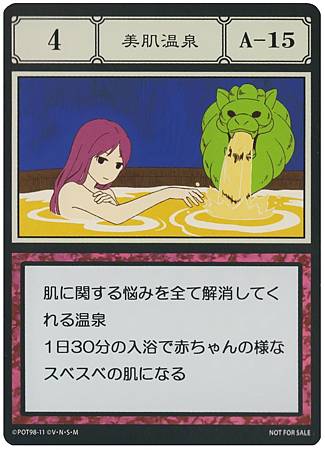 4
美肌温泉
A-15
肌に関する悩みを全て解消してく
れる温泉
1日30分の入浴で赤ちゃんの様な
スベスベの肌になる
©POT98-11 ©V・N・S・M
NOT FOR SALE